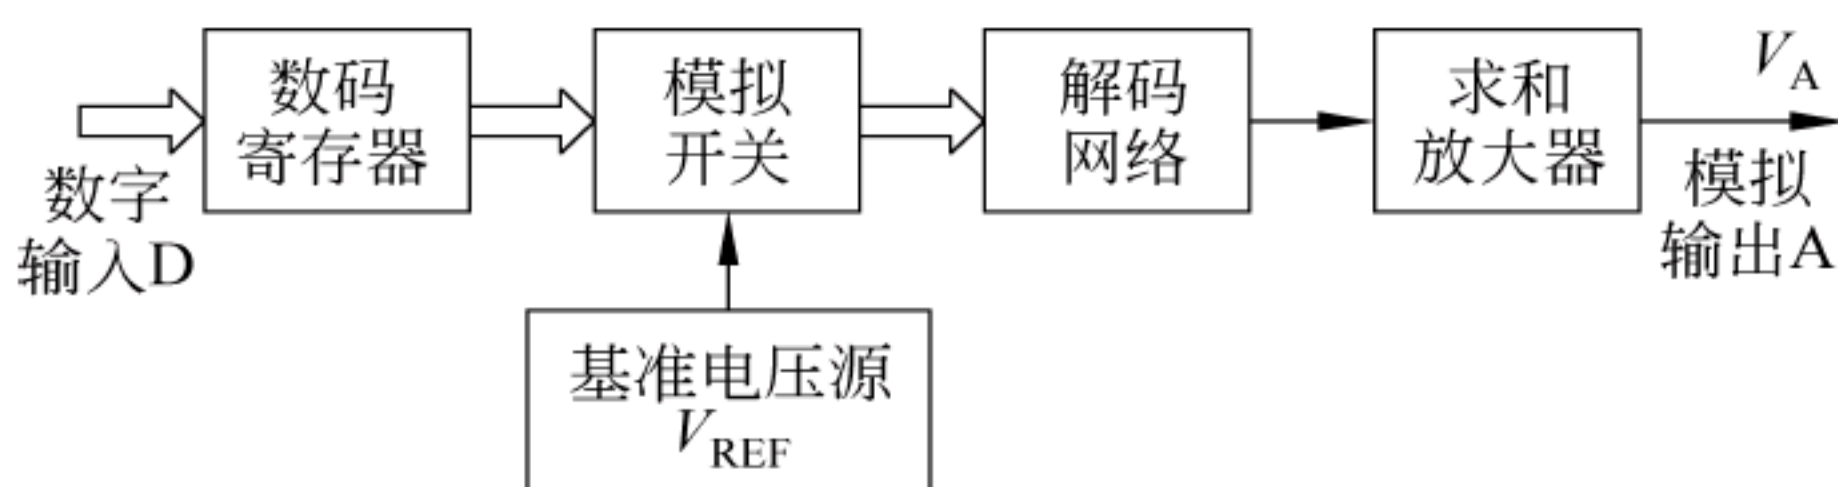 数字
输入D
数码
寄存器
模拟
开关
基准电压源
V_REF
解码
网络
求和
放大器
V_A
模拟
输出A